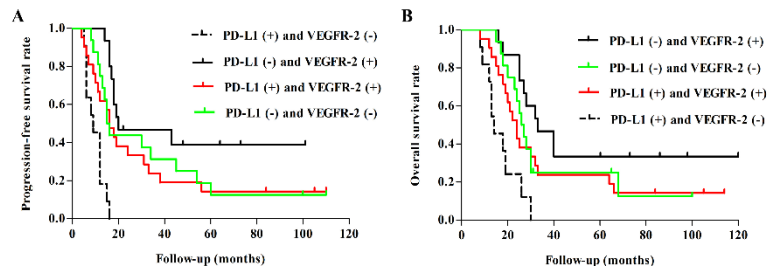 A
PD-L1 (+) and VEGFR-2 (-)
PD-L1 (-) and VEGFR-2 (+)
PD-L1 (+) and VEGFR-2 (+)
PD-L1 (-) and VEGFR-2 (-)
Progression-free survival rate
1.0
0.8
0.6
0.4
0.2
0.0
0 20 40 60 80 100 120
Follow-up (months)
B
PD-L1 (-) and VEGFR-2 (+)
PD-L1 (-) and VEGFR-2 (-)
PD-L1 (+) and VEGFR-2 (+)
PD-L1 (+) and VEGFR-2 (-)
Overall survival rate
1.0
0.8
0.6
0.4
0.2
0.0
0 20 40 60 80 100 120
Follow-up (months)